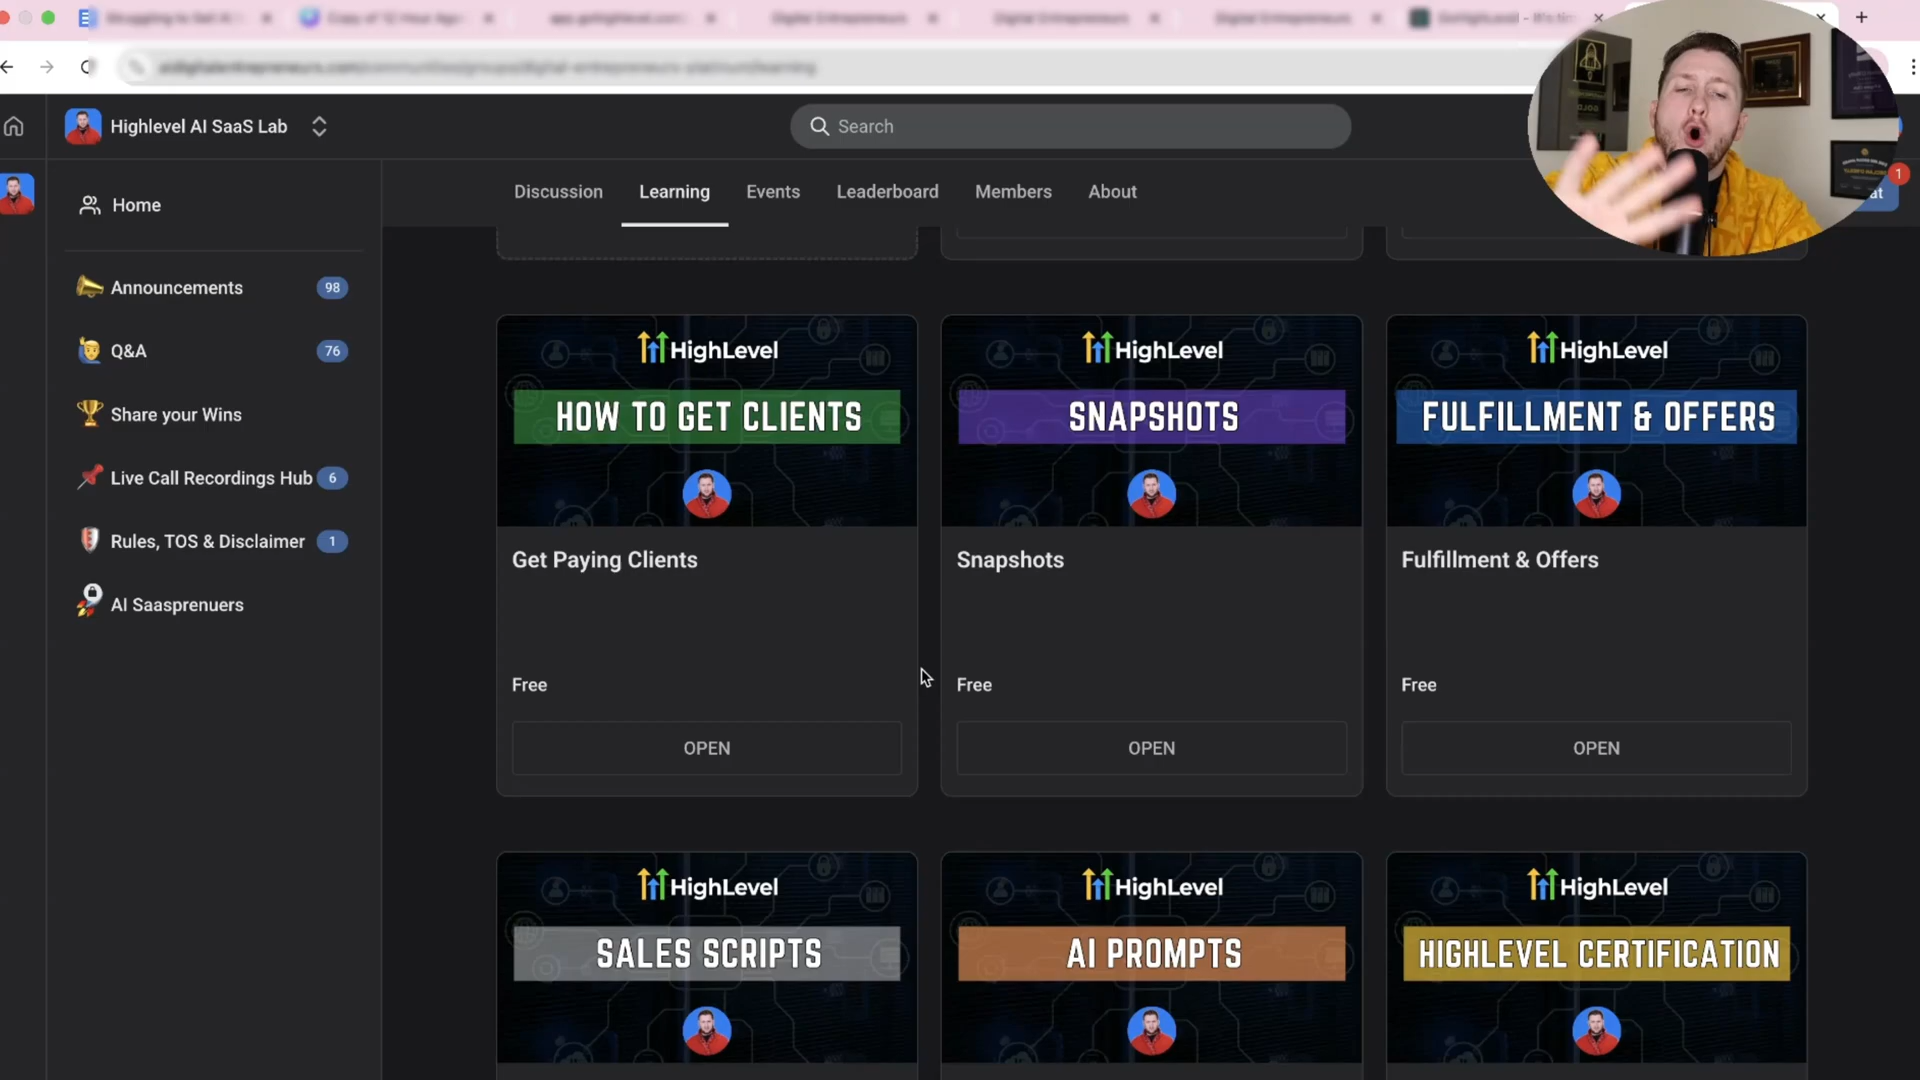 Highlevel AI SaaS Lab
Search
1
Home
Discussion
Learning
Events
Leaderboard
Members
About
Announcements
98
Q&A
76
Share your Wins
Live Call Recordings Hub
6
Rules, TOS & Disclaimer
1
AI Saasprenuers
HighLevel
HOW TO GET CLIENTS
Get Paying Clients
Free
OPEN
HighLevel
SNAPSHOTS
Snapshots
Free
OPEN
HighLevel
FULFILLMENT & OFFERS
Fulfillment & Offers
Free
OPEN
HighLevel
SALES SCRIPTS
HighLevel
AI PROMPTS
HighLevel
HIGHLEVEL CERTIFICATION